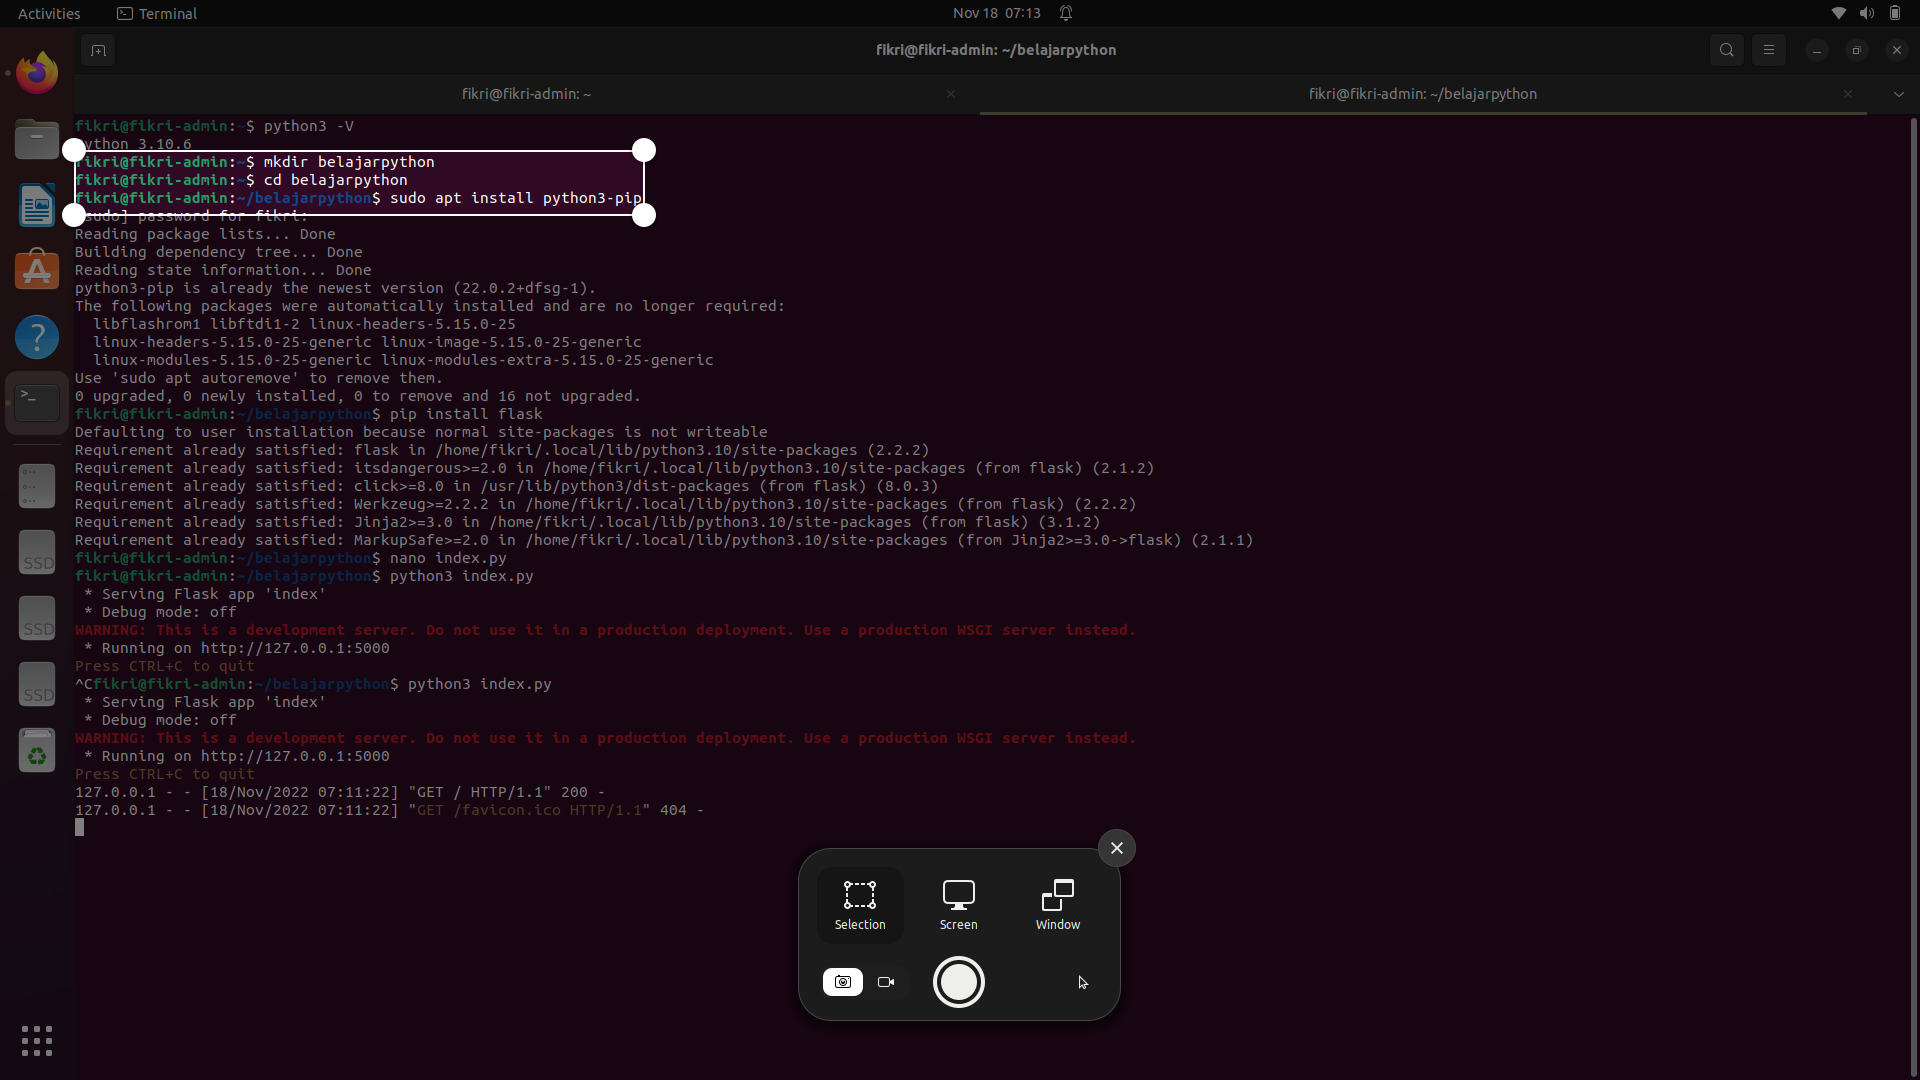 Activities
Terminal
Nov 18 07:13
fikri@fikri-admin: ~/belajarpython
fikri@fikri-admin: ~
fikri@fikri-admin: ~/belajarpython
fikri@fikri-admin:~$ python3 -V
ython 3.10.6
fikri@fikri-admin:~$ mkdir belajarpython
fikri@fikri-admin:~$ cd belajarpython
fikri@fikri-admin:~/belajarpython$ sudo apt install python3-pip
[sudo] password for fikri:
Reading package lists... Done
Building dependency tree... Done
Reading state information... Done
python3-pip is already the newest version (22.0.2+dfsg-1).
The following packages were automatically installed and are no longer required:
libflashrom1 libftdi1-2 linux-headers-5.15.0-25
linux-headers-5.15.0-25-generic linux-image-5.15.0-25-generic
linux-modules-5.15.0-25-generic linux-modules-extra-5.15.0-25-generic
Use 'sudo apt autoremove' to remove them.
0 upgraded, 0 newly installed, 0 to remove and 16 not upgraded.
fikri@fikri-admin:~/belajarpython$ pip install flask
Defaulting to user installation because normal site-packages is not writeable
Requirement already satisfied: flask in /home/fikri/.local/lib/python3.10/site-packages (2.2.2)
Requirement already satisfied: itsdangerous>=2.0 in /home/fikri/.local/lib/python3.10/site-packages (from flask) (2.1.2)
Requirement already satisfied: click>=8.0 in /usr/lib/python3/dist-packages (from flask) (8.0.3)
Requirement already satisfied: Werkzeug>=2.2.2 in /home/fikri/.local/lib/python3.10/site-packages (from flask) (2.2.2)
Requirement already satisfied: Jinja2>=3.0 in /home/fikri/.local/lib/python3.10/site-packages (from flask) (3.1.2)
Requirement already satisfied: MarkupSafe>=2.0 in /home/fikri/.local/lib/python3.10/site-packages (from Jinja2>=3.0->flask) (2.1.1)
fikri@fikri-admin:~/belajarpython$ nano index.py
fikri@fikri-admin:~/belajarpython$ python3 index.py
* Serving Flask app 'index'
* Debug mode: off
WARNING: This is a development server. Do not use it in a production deployment. Use a production WSGI server instead.
* Running on http://127.0.0.1:5000
Press CTRL+C to quit
^Cfikri@fikri-admin:~/belajarpython$ python3 index.py
* Serving Flask app 'index'
* Debug mode: off
WARNING: This is a development server. Do not use it in a production deployment. Use a production WSGI server instead.
* Running on http://127.0.0.1:5000
Press CTRL+C to quit
127.0.0.1 - - [18/Nov/2022 07:11:22] "GET / HTTP/1.1" 200 -
127.0.0.1 - - [18/Nov/2022 07:11:22] "GET /favicon.ico HTTP/1.1" 404 -
SSD
SSD
SSD
Selection
Screen
Window